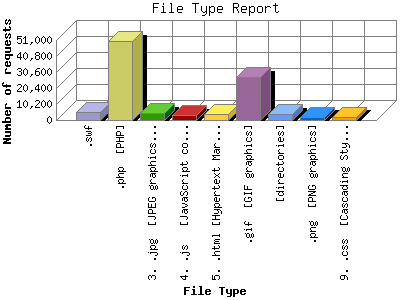 File Type Report
Number of requests
51,000
40,800
30,600
20,400
10,200
0
.swf
.php [PHP]
3. .jpg [JPEG graphics...
4. .js [JavaScript co...
5. .html [Hypertext Mar...
.gif [GIF graphics]
[directories]
.png [PNG graphics]
9. .css [Cascading Sty...
File Type